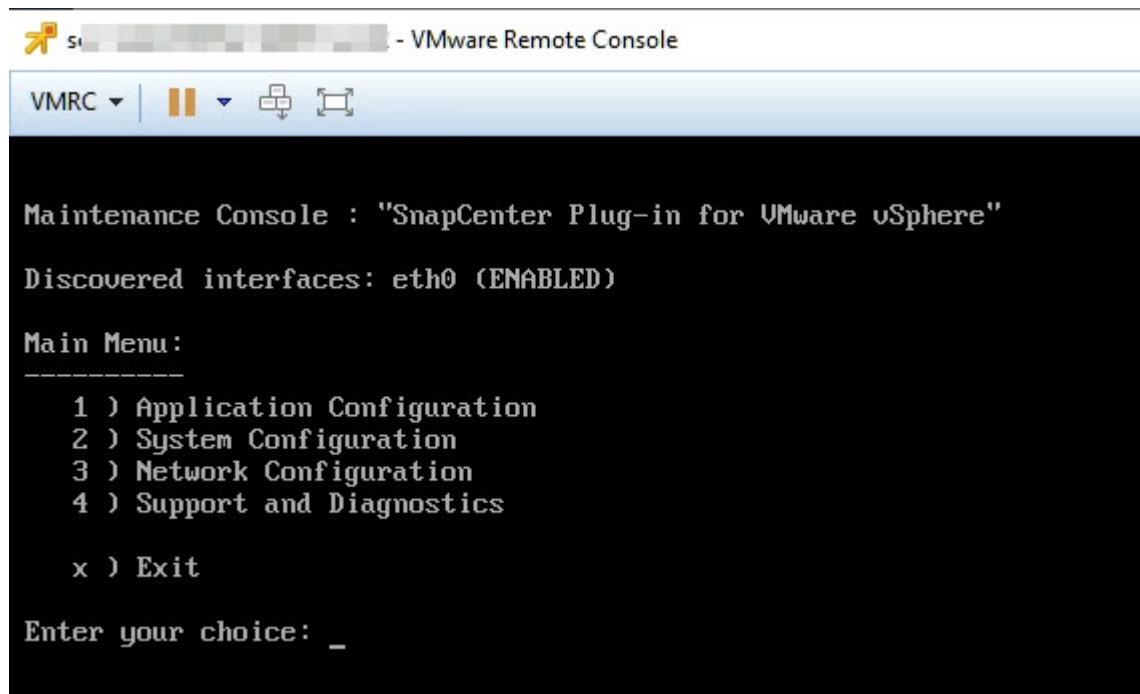 - VMware Remote Console
VMRC
Maintenance Console : "SnapCenter Plug-in for VMware vSphere"
Discovered interfaces: eth0 (ENABLED)
Main Menu:
----------
1 ) Application Configuration
2 ) System Configuration
3 ) Network Configuration
4 ) Support and Diagnostics
x ) Exit
Enter your choice: _